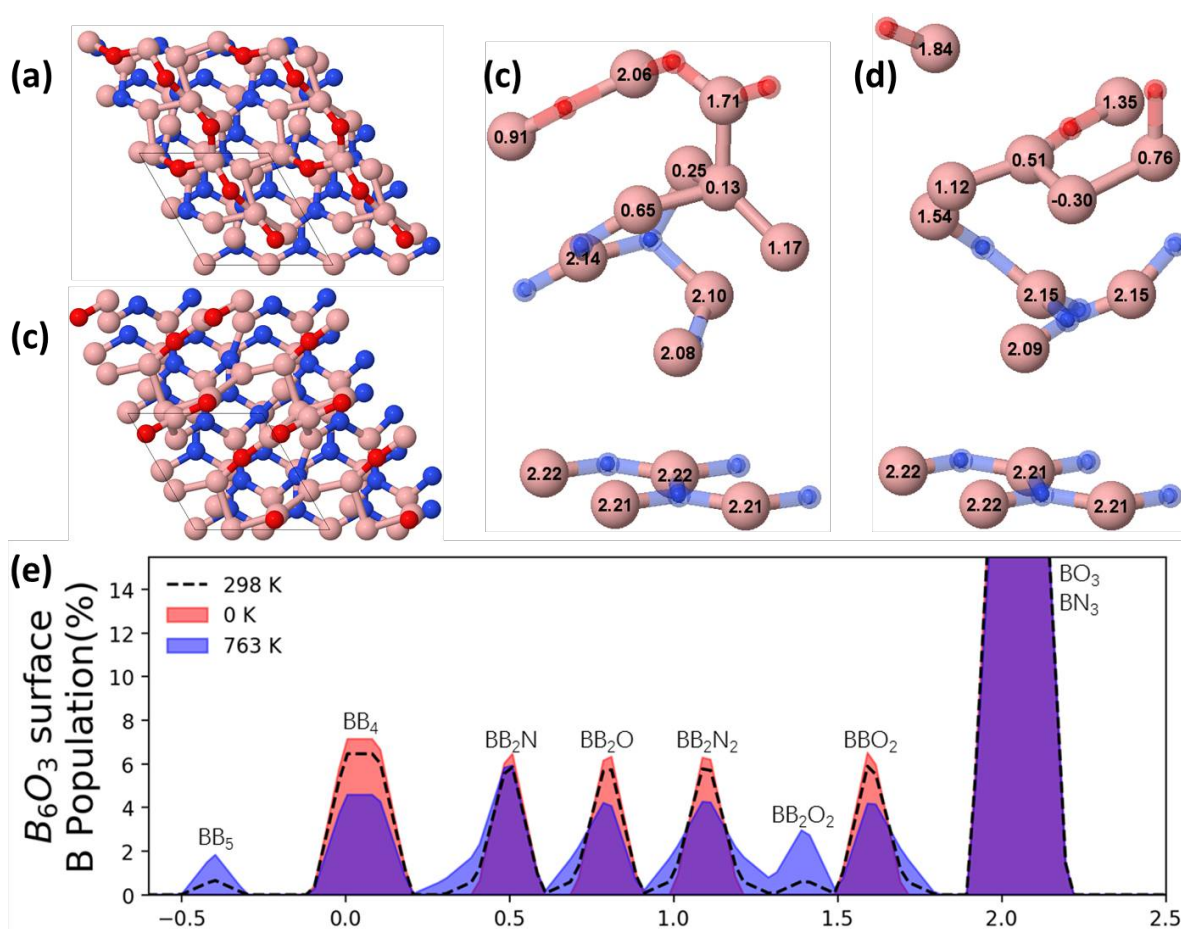 (a)
(c)
2.06
1.71
0.91
0.25
0.13
0.65
1.17
2.14
2.10
2.08
2.22
2.22
2.21
2.21
(d)
1.84
1.35
0.51
0.76
1.12
-0.30
1.54
2.15
2.15
2.09
2.22
2.21
2.22
2.21
(c)
(e)
B6O3 surface
B Population(%)
14
12
10
8
6
4
2
0
298 K
0 K
763 K
BB5
BB4
BB2N
BB2O
BB2N2
BB2O2
BBO2
BO3
BN3
−0.5
0.0
0.5
1.0
1.5
2.0
2.5